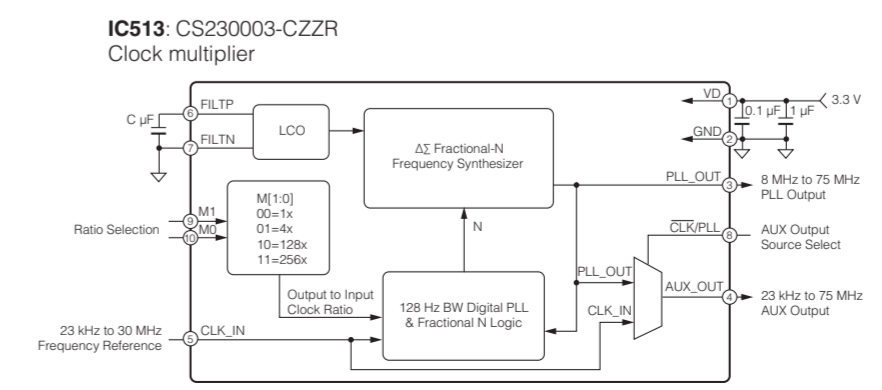 IC513: CS230003-CZZR
Clock multiplier
C µF
6
FILTP
7
FILTN
LCO
ΔΣ Fractional-N
Frequency Synthesizer
VD
1
3.3 V
0.1 µF
1 µF
GND
2
PLL_OUT
3
8 MHz to 75 MHz
PLL Output
Ratio Selection
9
M1
10
M0
M[1:0]
00=1x
01=4x
10=128x
11=256x
N
CLK/PLL
8
AUX Output
Source Select
Output to Input
Clock Ratio
128 Hz BW Digital PLL
& Fractional N Logic
PLL_OUT
CLK_IN
AUX_OUT
4
23 kHz to 75 MHz
AUX Output
23 kHz to 30 MHz
Frequency Reference
5
CLK_IN